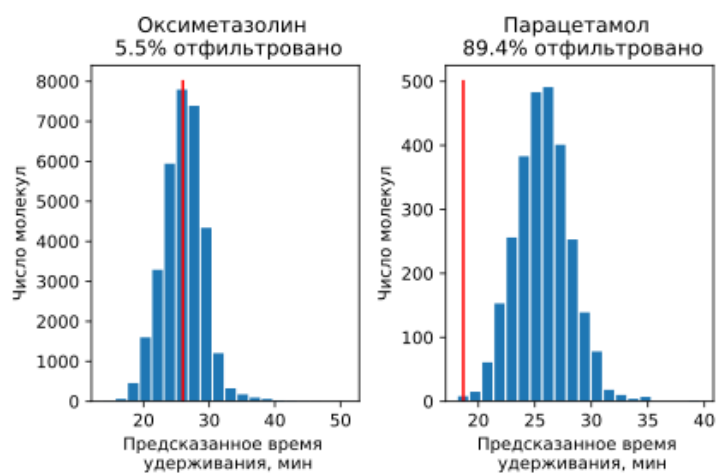 Оксиметазолин
5.5% отфильтровано
Число молекул
8000
7000
6000
5000
4000
3000
2000
1000
0
20
30
40
50
Предсказанное время
удерживания, мин
Парацетамол
89.4% отфильтровано
Число молекул
500
400
300
200
100
0
20
25
30
35
40
Предсказанное время
удерживания, мин